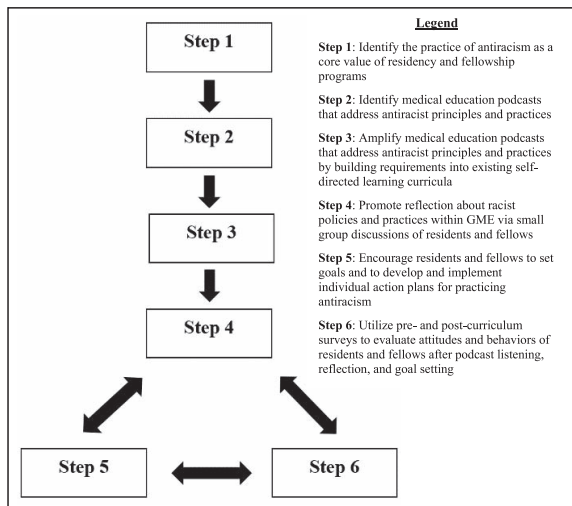 Legend
Step 1
Step 1: Identify the practice of antiracism as a
core value of residency and fellowship
programs
Step 2: Identify medical education podcasts
that address antiracist principles and practices
Step 2
Step 3: Amplify medical education podcasts
that address antiracist principles and practices
by building requirements into existing self-
directed learning curricula
Step 3
Step 4: Promote reflection about racist
policies and practices within GME via small
group discussions of residents and fellows
Step 5: Encourage residents and fellows to set
goals and to develop and implement
individual action plans for practicing
antiracism
Step 4
Step 6: Utilize pre- and post-curriculum
surveys to evaluate attitudes and behaviors of
residents and fellows after podcast listening,
reflection, and goal setting
Step 5
Step 6